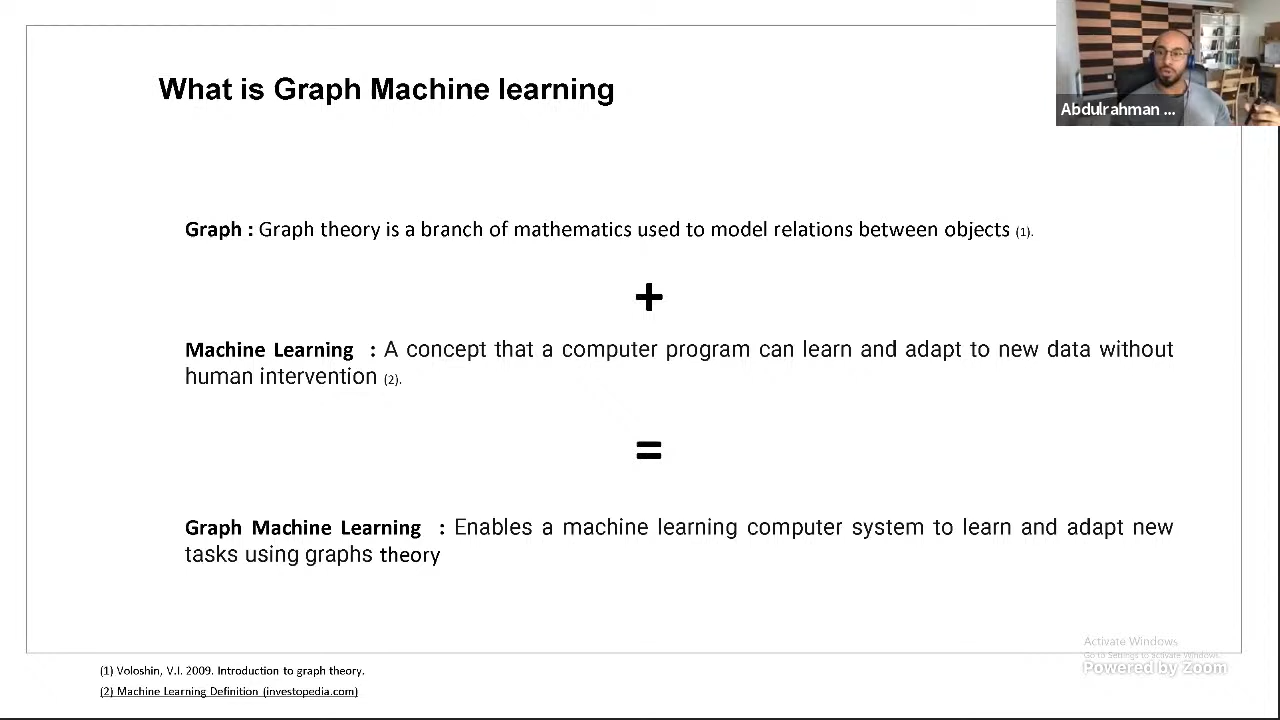 What is Graph Machine learning
Abdulrahman ...
Graph : Graph theory is a branch of mathematics used to model relations between objects (1).
+
Machine Learning : A concept that a computer program can learn and adapt to new data without
human intervention (2).
=
Graph Machine Learning : Enables a machine learning computer system to learn and adapt new
tasks using graphs theory
Activate Windows
Go to Settings to activate Windows.
Powered by Zoom
(1) Voloshin, V.I. 2009. Introduction to graph theory.
(2) Machine Learning Definition (investopedia.com)